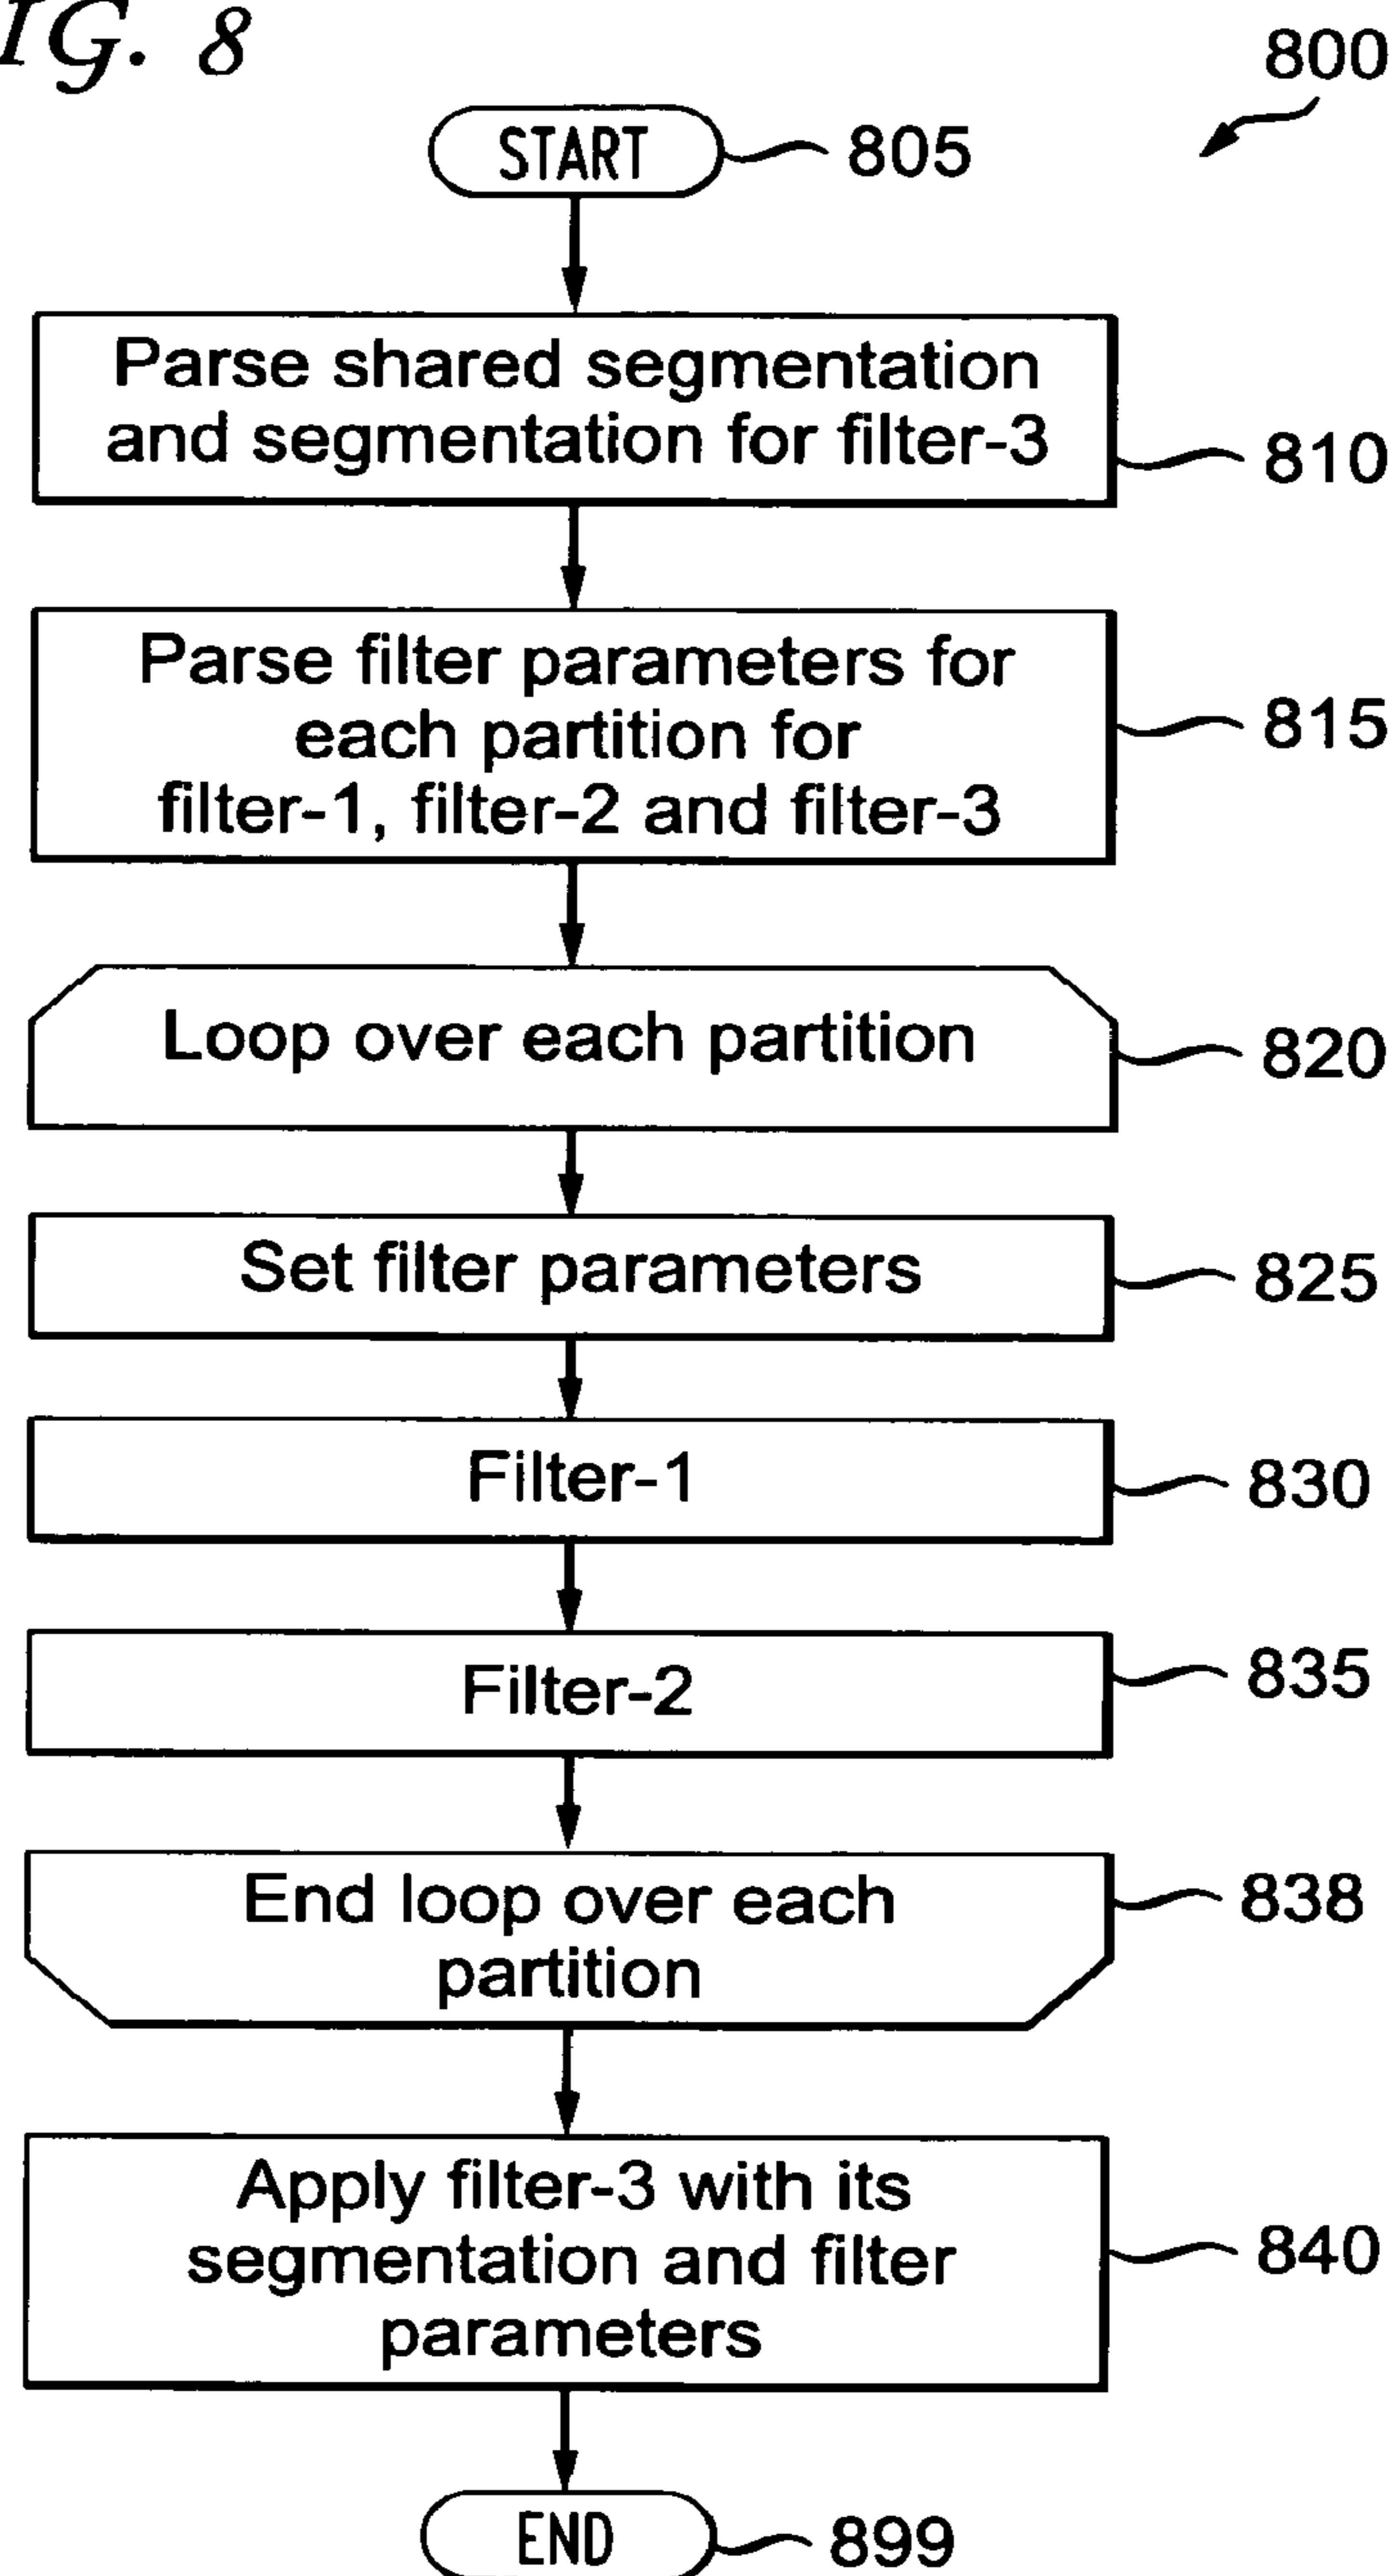 IG. 8
800
START
805
Parse shared segmentation
and segmentation for filter-3
810
Parse filter parameters for
each partition for
filter-1, filter-2 and filter-3
815
Loop over each partition
820
Set filter parameters
825
Filter-1
830
Filter-2
835
End loop over each
partition
838
Apply filter-3 with its
segmentation and filter
parameters
840
END
899